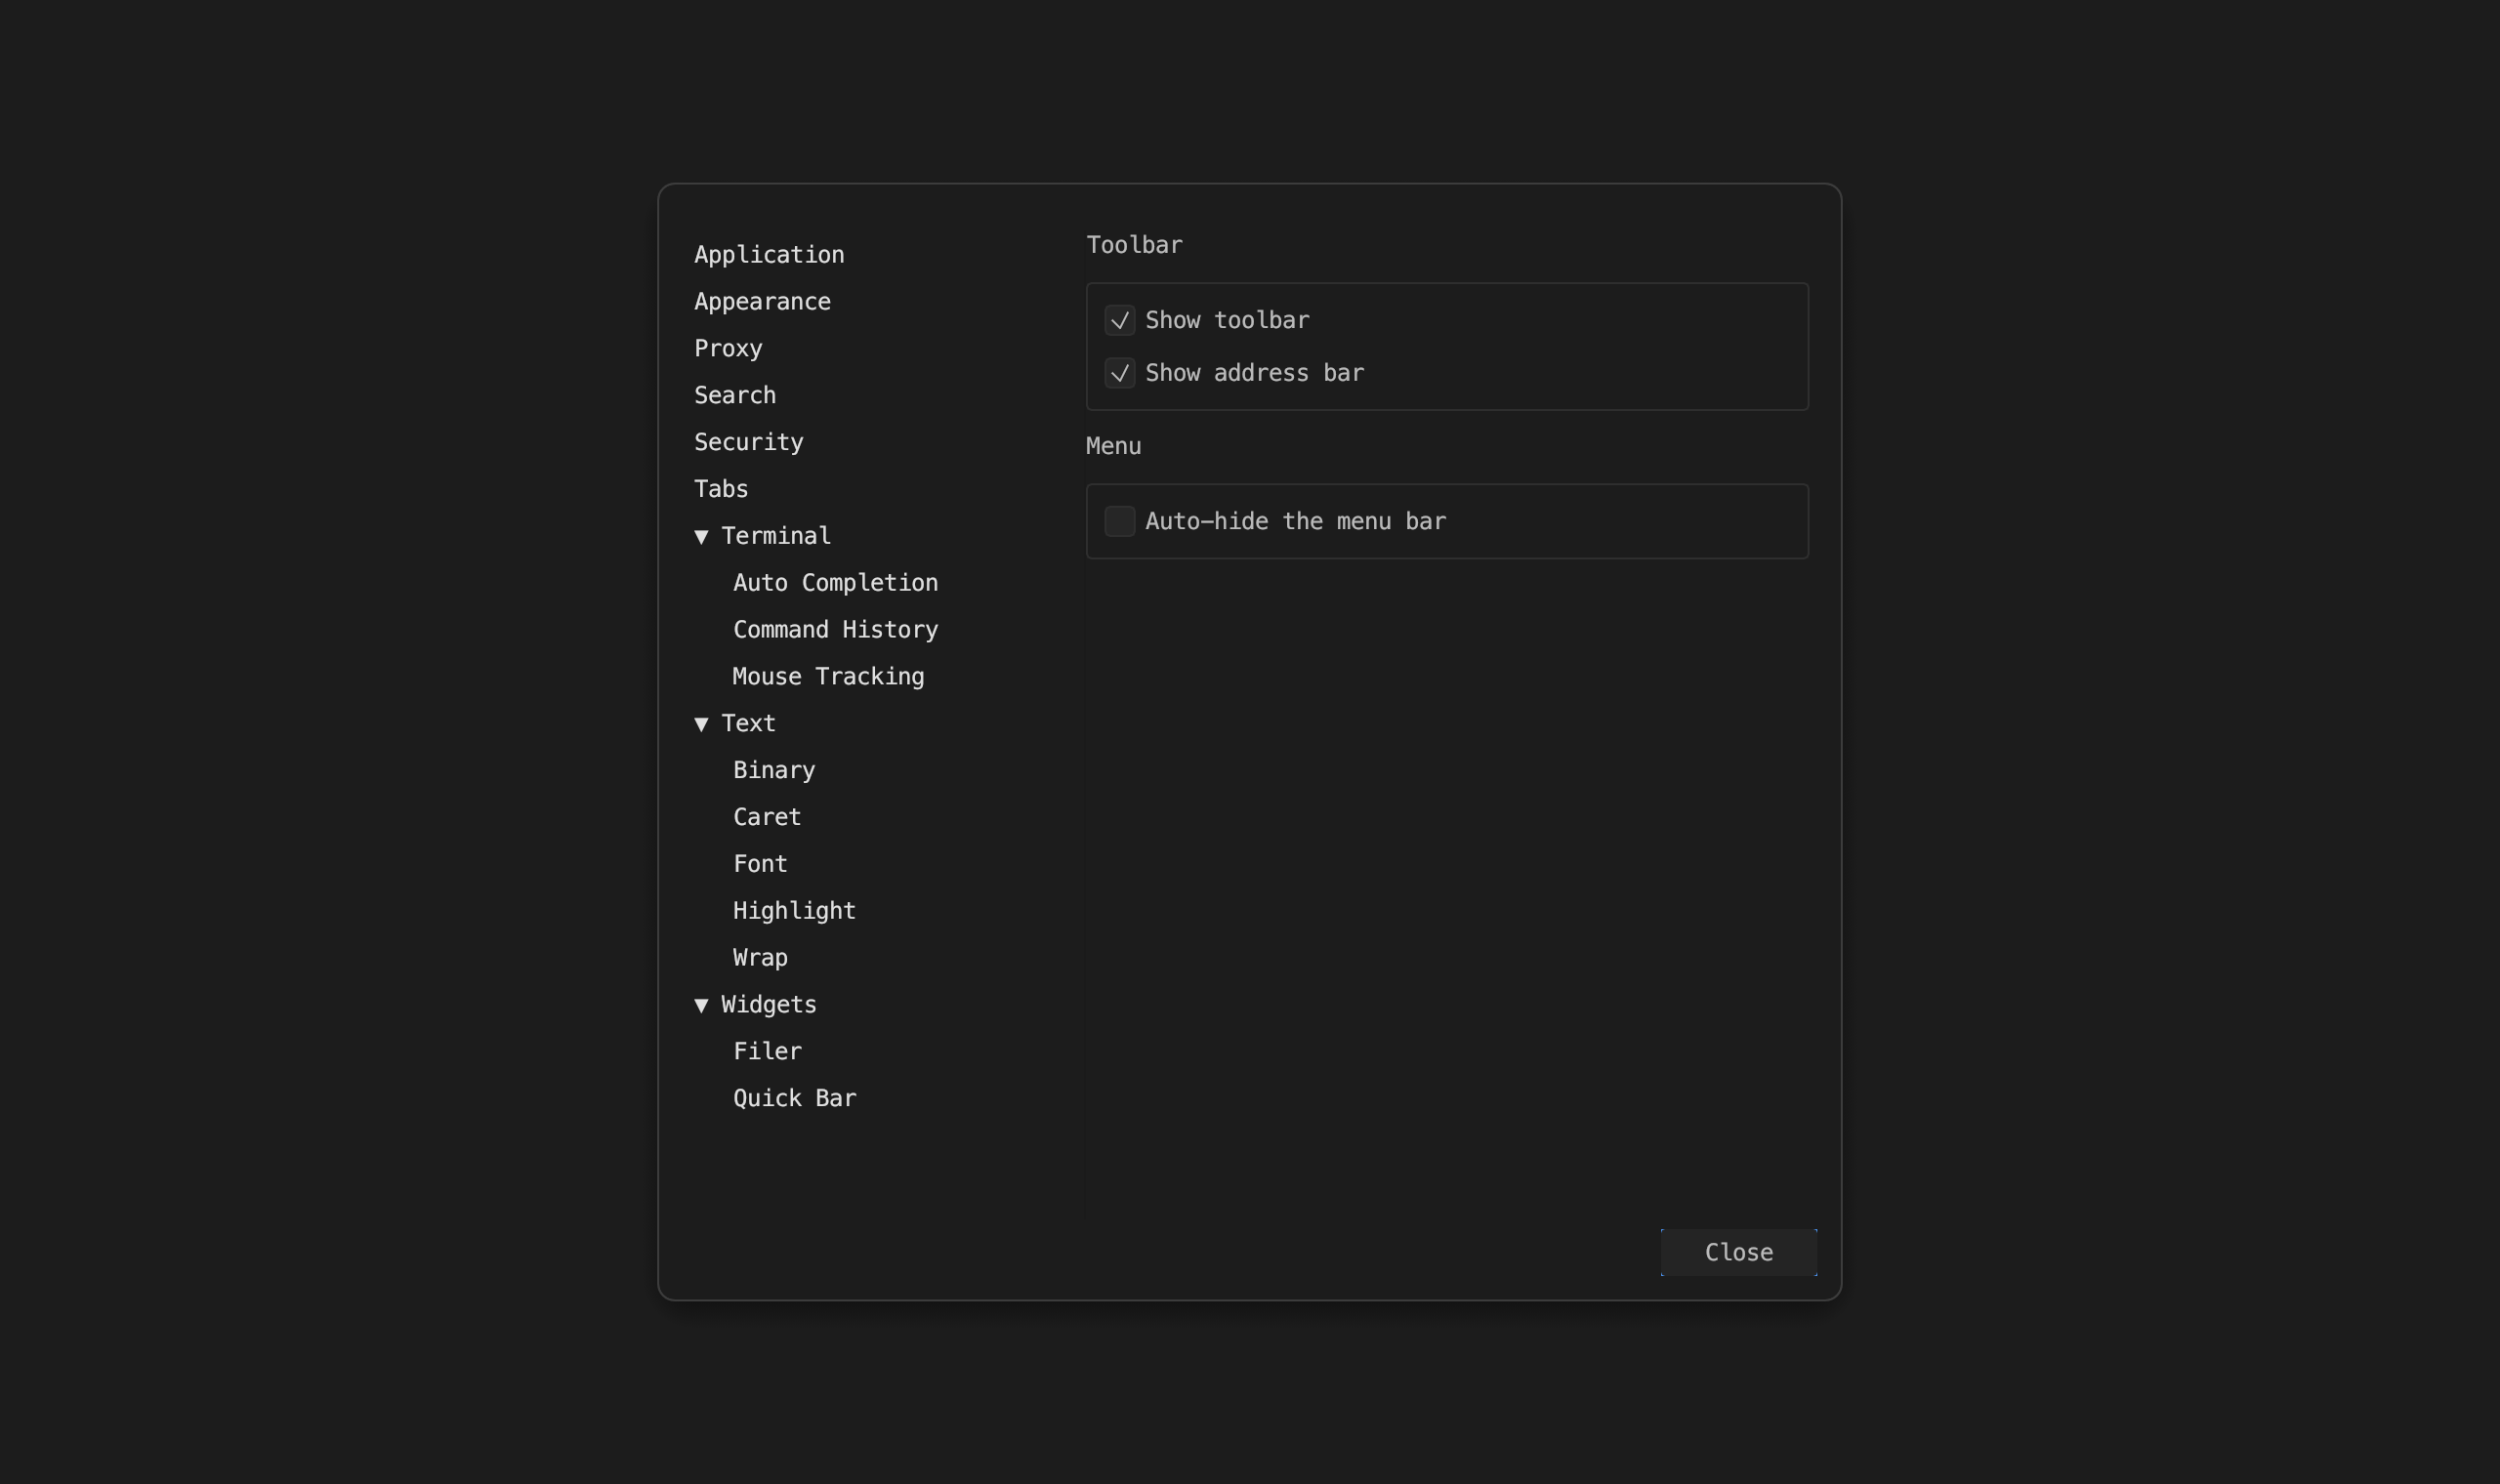 Application
Appearance
Proxy
Search
Security
Tabs
▼ Terminal
Auto Completion
Command History
Mouse Tracking
▼ Text
Binary
Caret
Font
Highlight
Wrap
▼ Widgets
Filer
Quick Bar
Toolbar
Show toolbar
Show address bar
Menu
Auto-hide the menu bar
Close